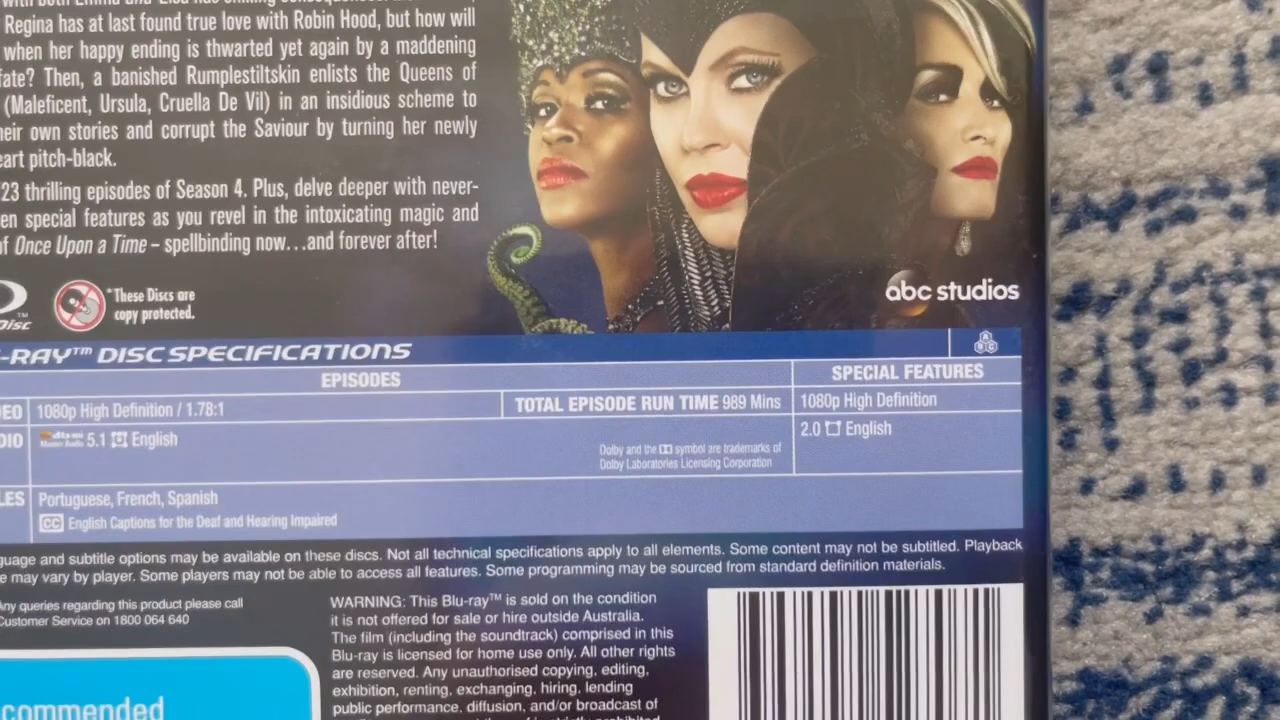 Regina has at last found true love with Robin Hood, but how will
when her happy ending is thwarted yet again by a maddening
fate? Then, a banished Rumplestiltskin enlists the Queens of
(Maleficent, Ursula, Cruella De Vil) in an insidious scheme to
heir own stories and corrupt the Saviour by turning her newly
eart pitch-black.
23 thrilling episodes of Season 4. Plus, delve deeper with never-
en special features as you revel in the intoxicating magic and
f Once Upon a Time – spellbinding now...and forever after!
Disc™
*These Discs are
copy protected.
abc studios
-RAY™ DISC SPECIFICATIONS
A B C
EPISODES
SPECIAL FEATURES
EO 1080p High Definition / 1.78:1
TOTAL EPISODE RUN TIME 989 Mins
1080p High Definition
DIO 5.1 English
2.0 English
Dolby and the symbol are trademarks of
Dolby Laboratories Licensing Corporation
LES Portuguese, French, Spanish
CC English Captions for the Deaf and Hearing Impaired
guage and subtitle options may be available on these discs. Not all technical specifications apply to all elements. Some content may not be subtitled. Playback
e may vary by player. Some players may not be able to access all features. Some programming may be sourced from standard definition materials.
Any queries regarding this product please call
Customer Service on 1800 064 640
WARNING: This Blu-ray™ is sold on the condition
it is not offered for sale or hire outside Australia.
The film (including the soundtrack) comprised in this
Blu-ray is licensed for home use only. All other rights
are reserved. Any unauthorised copying, editing,
exhibition, renting, exchanging, hiring, lending
public performance, diffusion, and/or broadcast of
commended